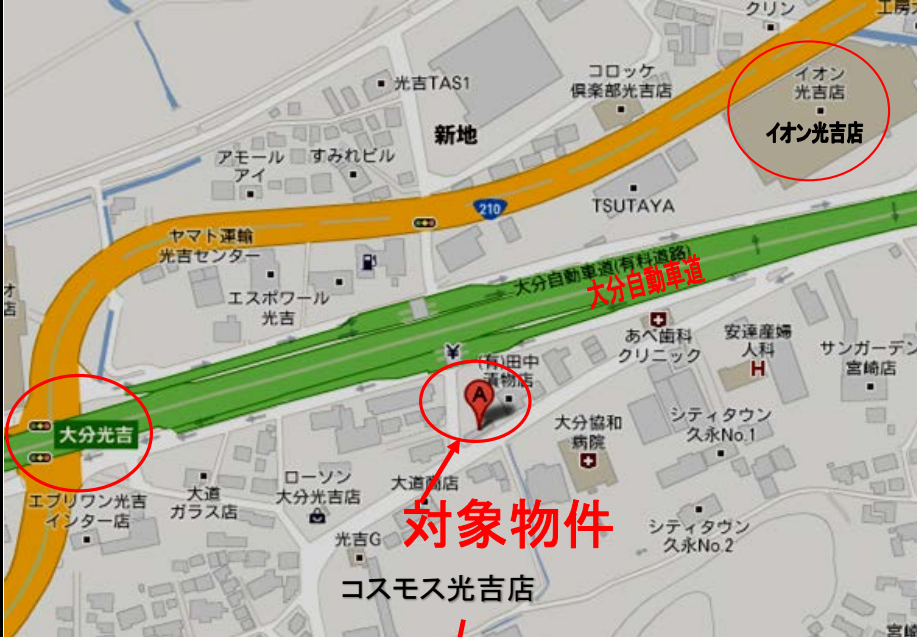 クリン
工房
イオン
光吉店
イオン光吉店
コロッケ
倶楽部光吉店
光吉TAS1
新地
アモール
アイ
すみれビル
TSUTAYA
210
ヤマト運輸
光吉センター
エスポワール
光吉
オ
店
大分自動車道(有料道路)
大分自動車道
あべ歯科
クリニック
安達産婦
人科
H
サンガーデン
宮崎店
¥
(有)田中
漬物店
A
大分光吉
大分協和
病院
シティタウン
久永No.1
エブリワン光吉
インター店
大道
ガラス店
ローソン
大分光吉店
大道商店
対象物件
光吉G
シティタウン
久永No.2
コスモス光吉店
宮崎